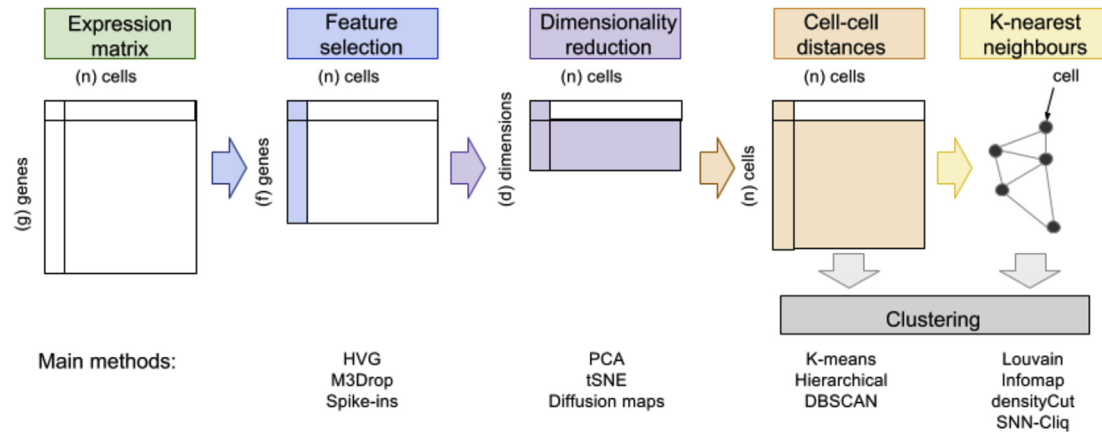 Expression
matrix
Feature
selection
Dimensionality
reduction
Cell-cell
distances
K-nearest
neighbours
(n) cells
(n) cells
(n) cells
(n) cells
cell
(g) genes
(f) genes
(d) dimensions
(n) cells
Clustering
Main methods:
HVG
M3Drop
Spike-ins
PCA
tSNE
Diffusion maps
K-means
Hierarchical
DBSCAN
Louvain
Infomap
densityCut
SNN-Cliq